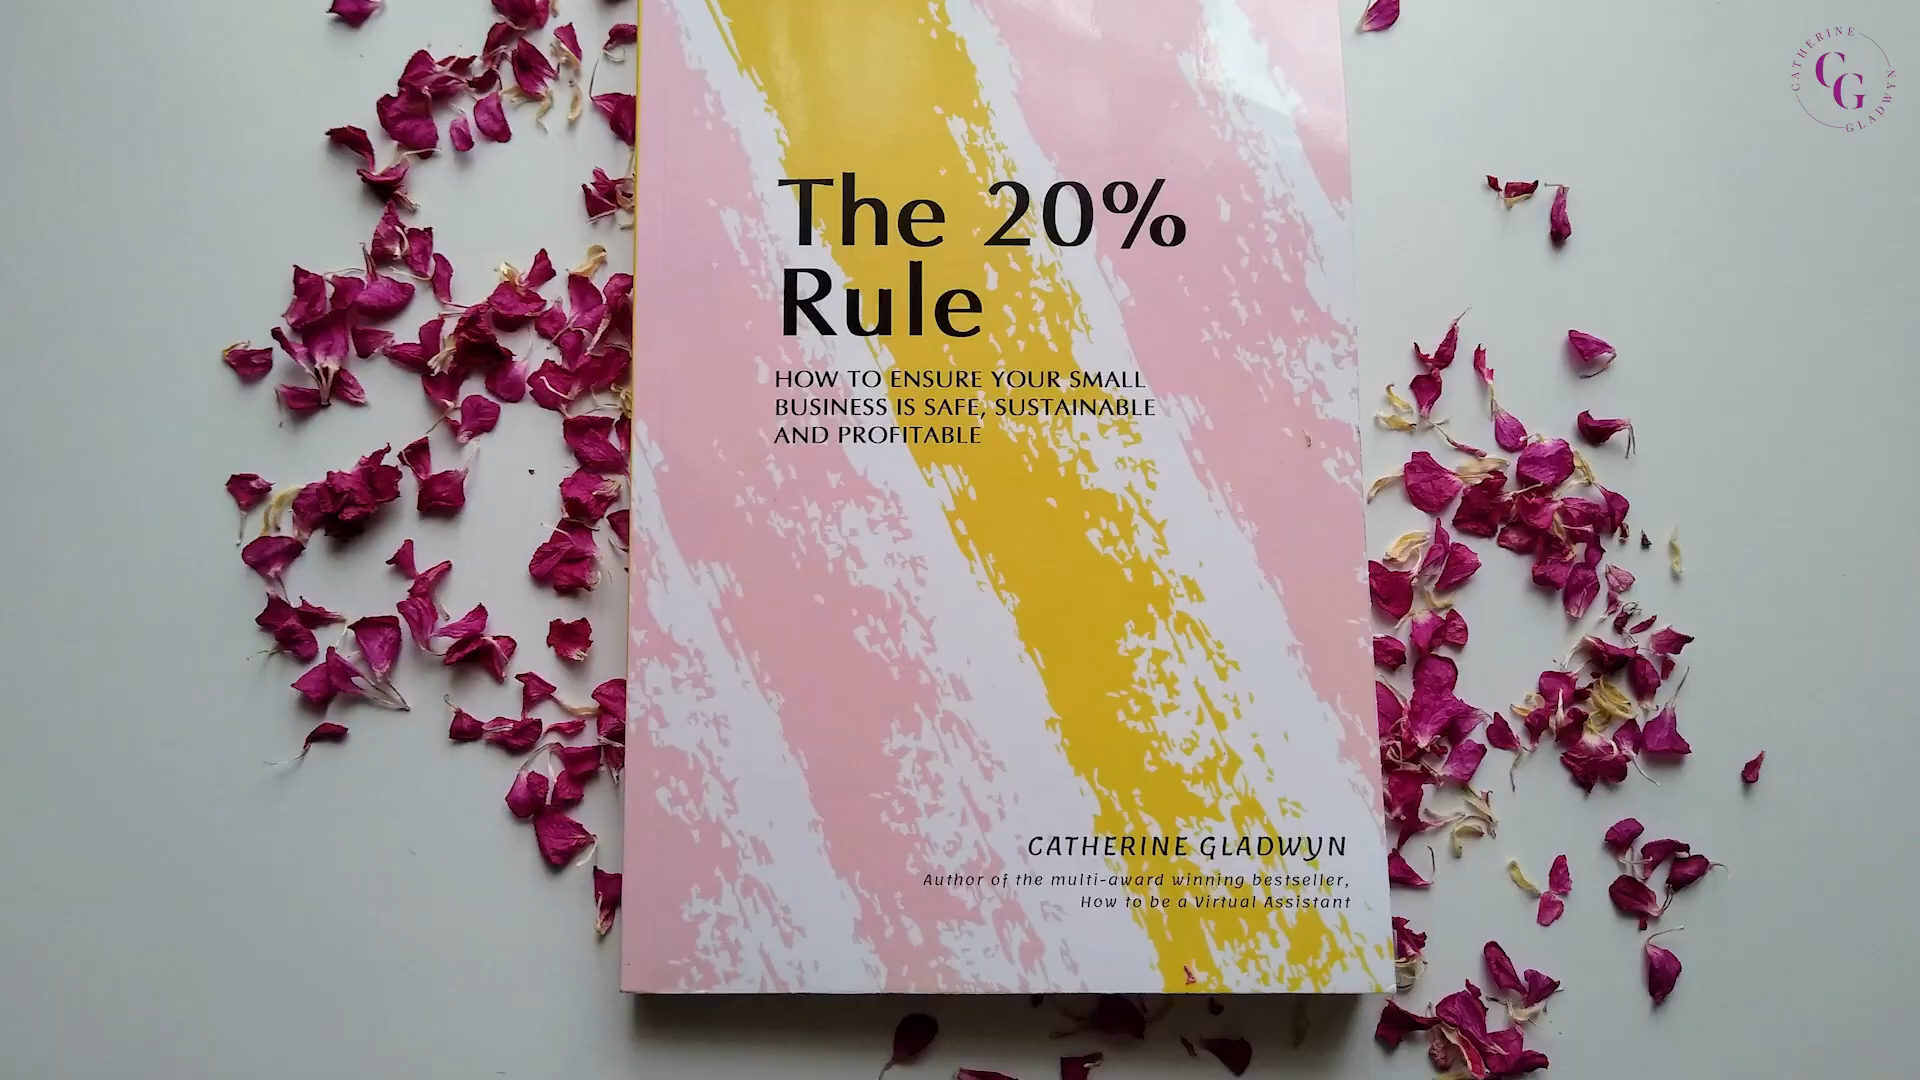 The 20%
Rule
HOW TO ENSURE YOUR SMALL
BUSINESS IS SAFE, SUSTAINABLE
AND PROFITABLE
CATHERINE GLADWYN
Author of the multi-award winning bestseller,
How to be a Virtual Assistant
CATHERINE
CG
GLADWYN